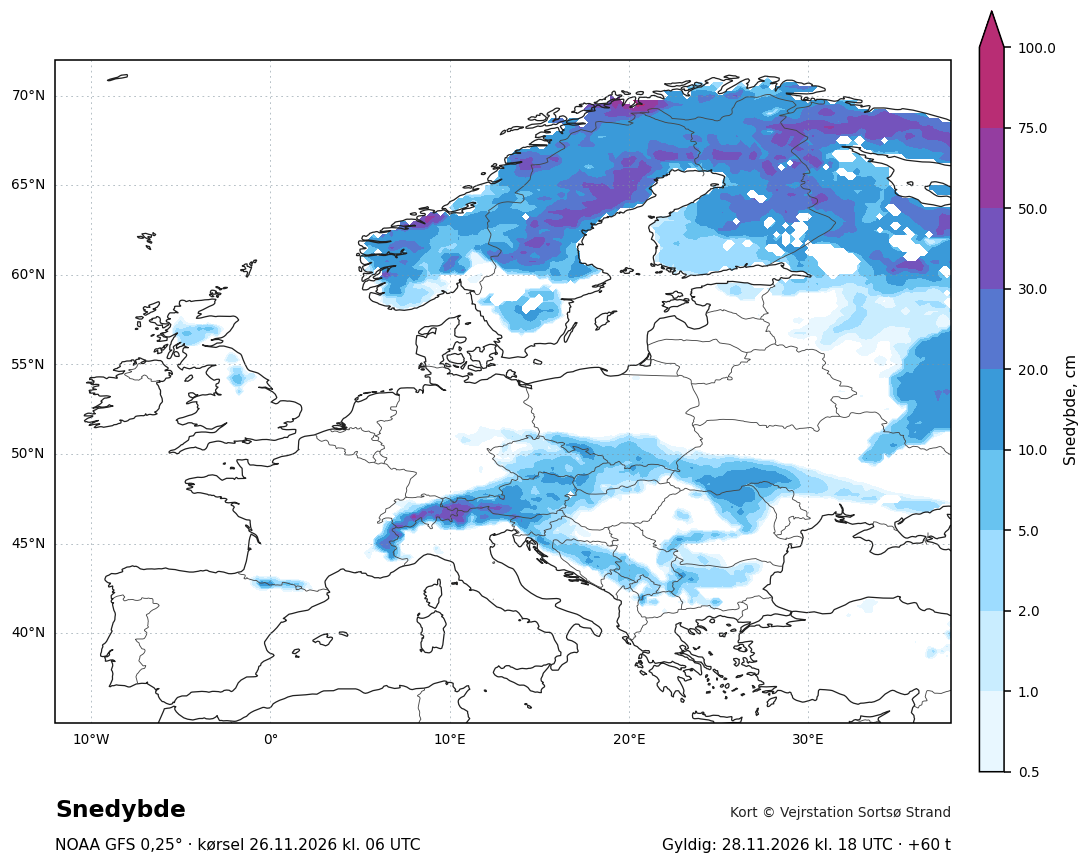 100.0
75.0
50.0
30.0
20.0
10.0
5.0
2.0
1.0
0.5
Snedybde, cm
70°N
65°N
60°N
55°N
50°N
45°N
40°N
10°W 0° 10°E 20°E 30°E
Snedybde
Kort © Vejrstation Sortsø Strand
NOAA GFS 0,25° · kørsel 26.11.2026 kl. 06 UTC
Gyldig: 28.11.2026 kl. 18 UTC · +60 t